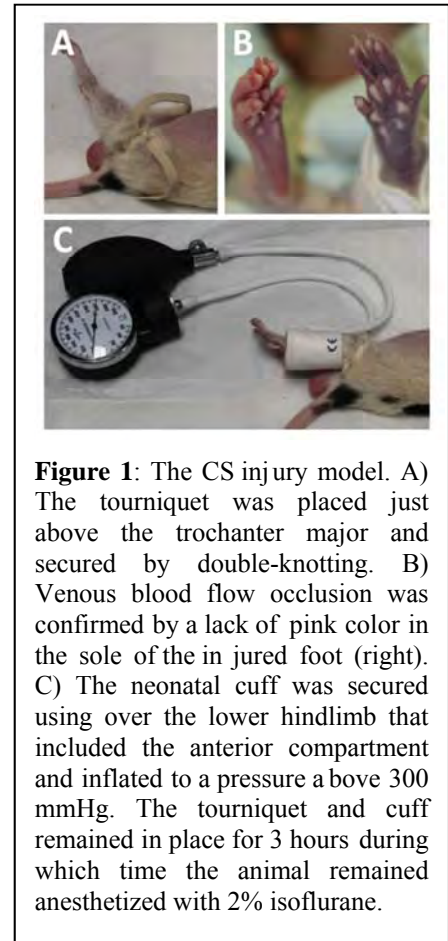 A
B
C
Figure 1: The CS injury model. A)
The tourniquet was placed just
above the trochanter major and
secured by double-knotting. B)
Venous blood flow occlusion was
confirmed by a lack of pink color in
the sole of the in jured foot (right).
C) The neonatal cuff was secured
using over the lower hindlimb that
included the anterior compartment
and inflated to a pressure a bove 300
mmHg. The tourniquet and cuff
remained in place for 3 hours during
which time the animal remained
anesthetized with 2% isoflurane.